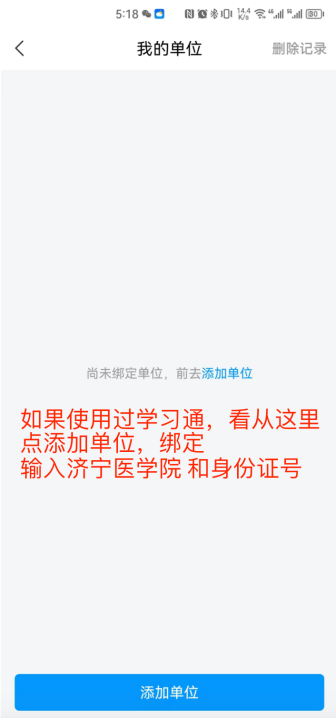 5:18 14.4 K/s 80
我的单位 删除记录
尚未绑定单位，前去添加单位
如果使用过学习通，看从这里
点添加单位，绑定
输入济宁医学院 和身份证号
添加单位